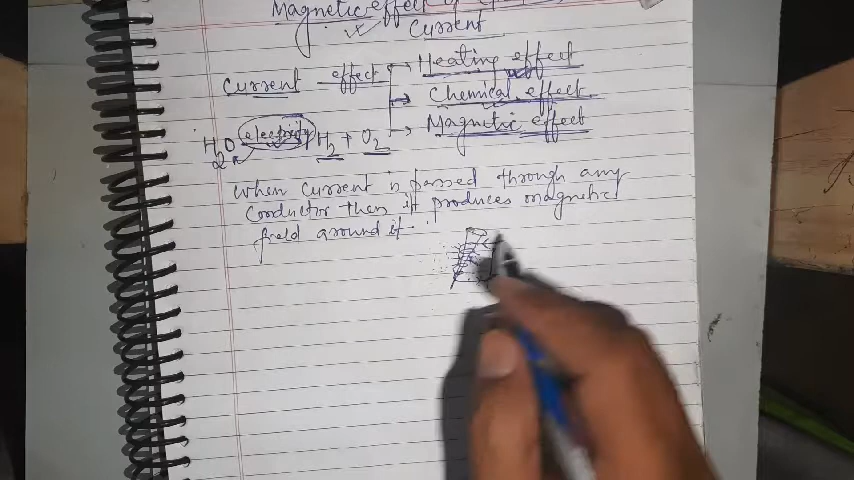 Magnetic effect of
Current
Current effect Heating effect
Chemical effect
H2O electricity H2 + O2 Magnetic effect
When current is passed through any
Conductor then it produces magnetic
field around it.